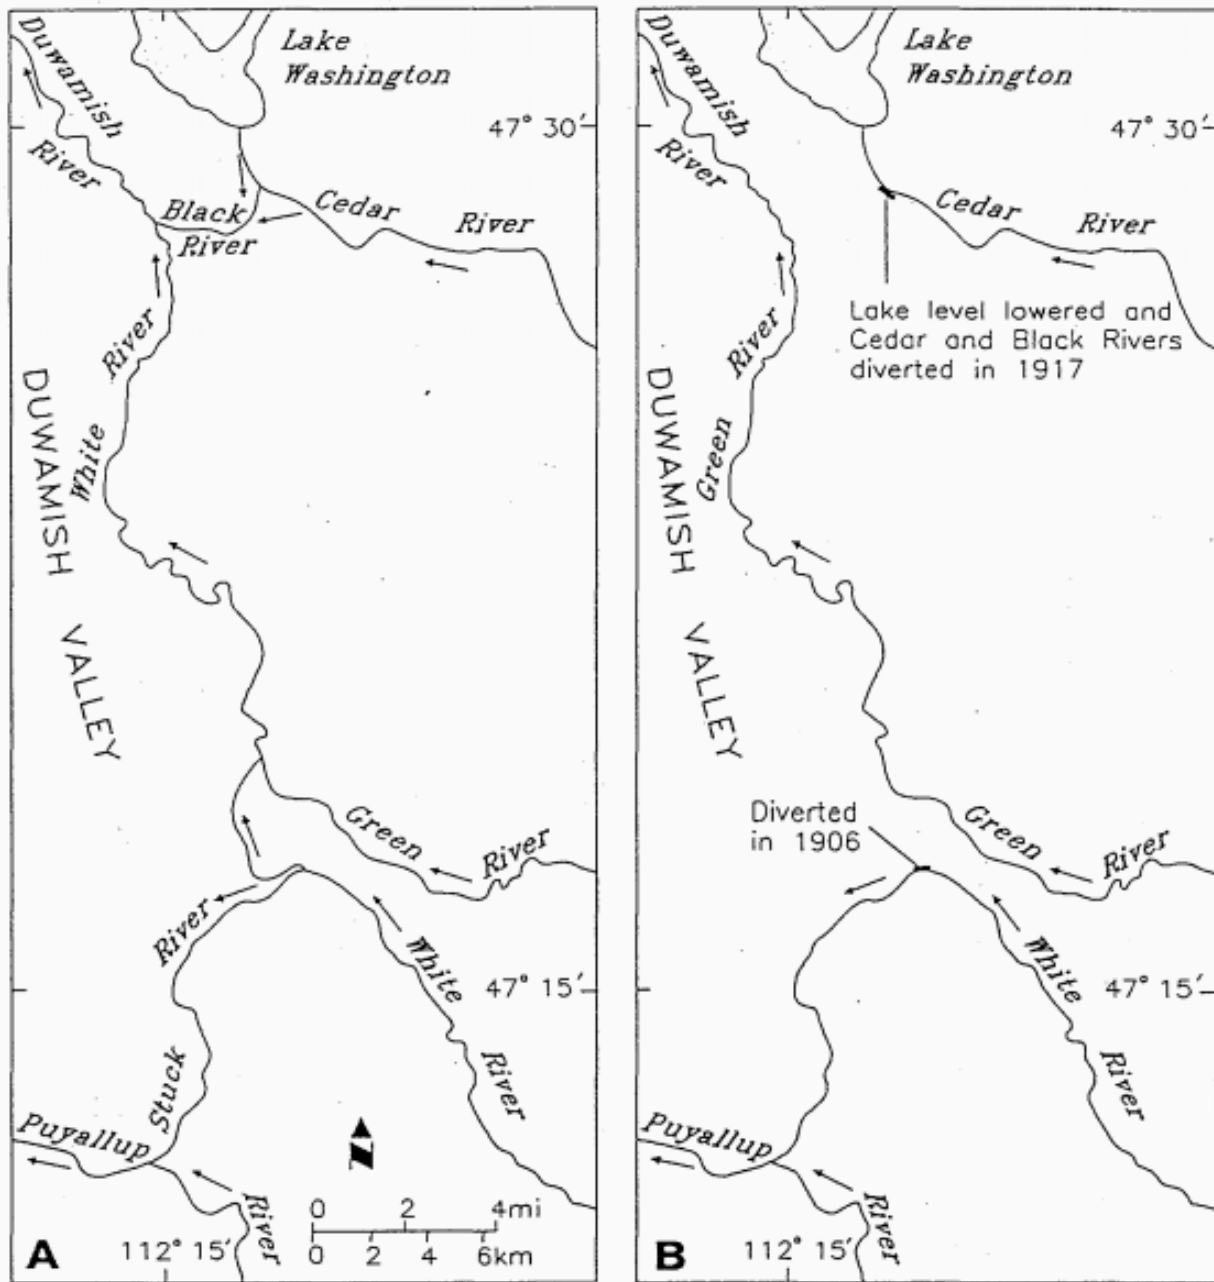 Duwamish
River
Lake
Washington
47° 30′
Black
River
Cedar
River
White
River
DUWAMISH
VALLEY
Green
River
River
Stuck
White
River
47° 15′
Puyallup
River
N
0 2 4mi
0 2 4 6km
112° 15′
A
Duwamish
River
Lake
Washington
47° 30′
Cedar
River
Lake level lowered and
Cedar and Black Rivers
diverted in 1917
Green
River
DUWAMISH
VALLEY
Diverted
in 1906
Green
River
White
River
47° 15′
Puyallup
River
112° 15′
B